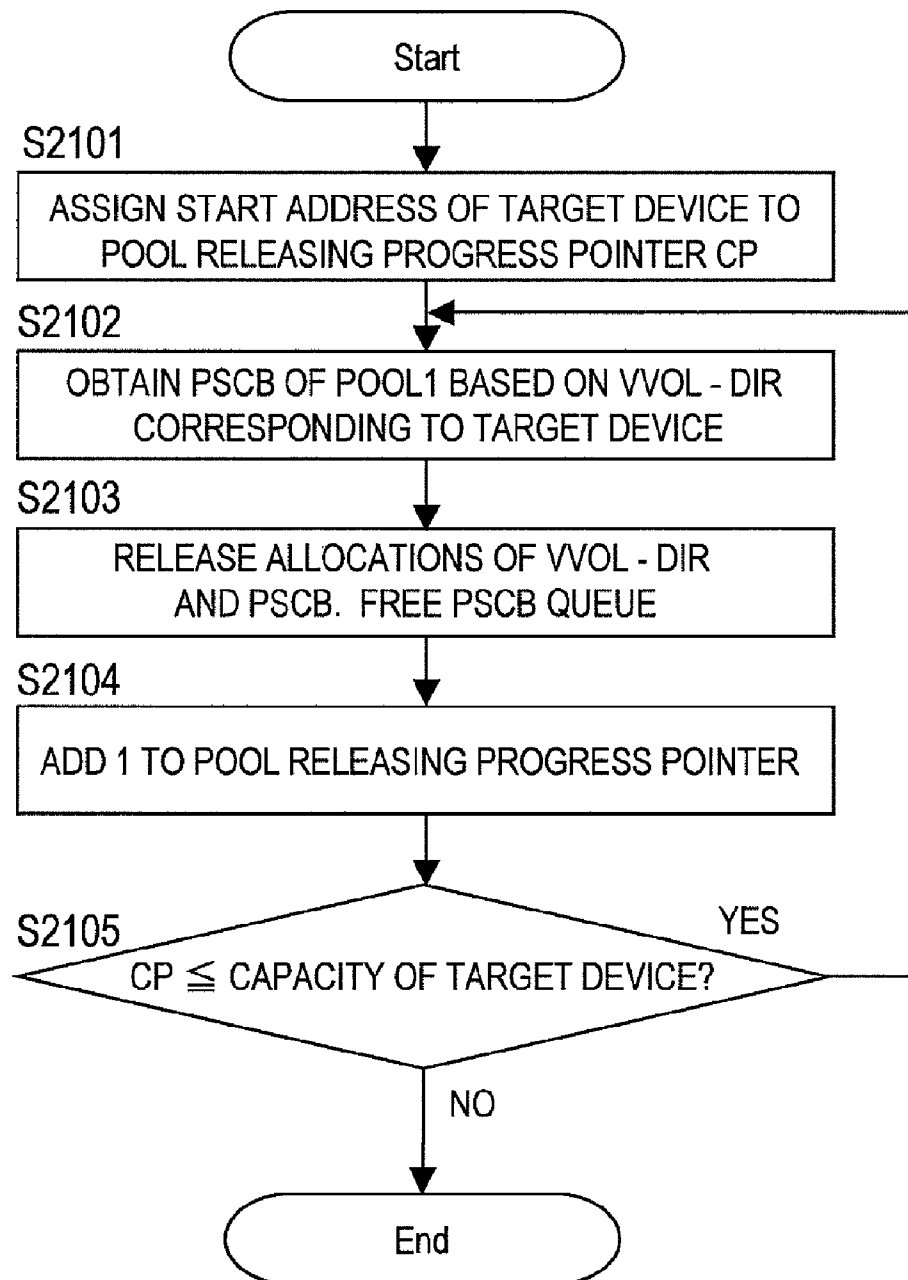 Start
S2101
ASSIGN START ADDRESS OF TARGET DEVICE TO
POOL RELEASING PROGRESS POINTER CP
S2102
OBTAIN PSCB OF POOL1 BASED ON VVOL - DIR
CORRESPONDING TO TARGET DEVICE
S2103
RELEASE ALLOCATIONS OF VVOL - DIR
AND PSCB. FREE PSCB QUEUE
S2104
ADD 1 TO POOL RELEASING PROGRESS POINTER
S2105
YES
CP ≦ CAPACITY OF TARGET DEVICE?
NO
End